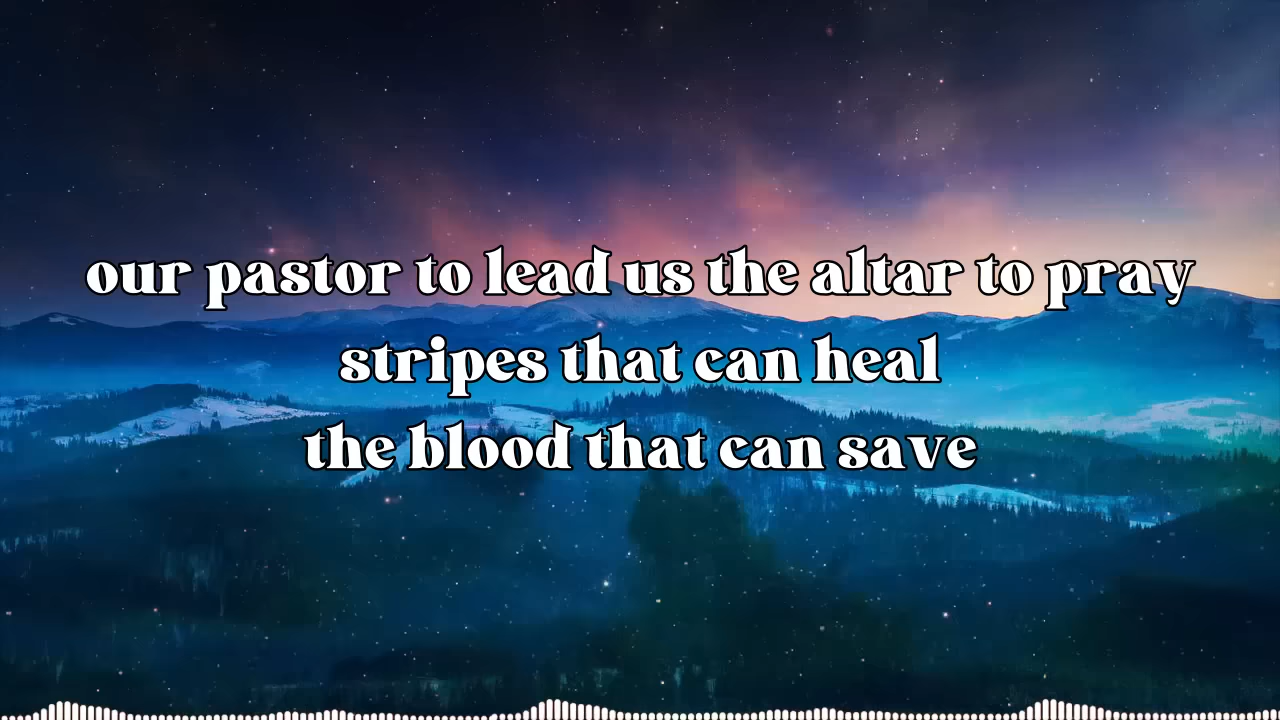 our pastor to lead us the altar to pray
stripes that can heal
the blood that can save